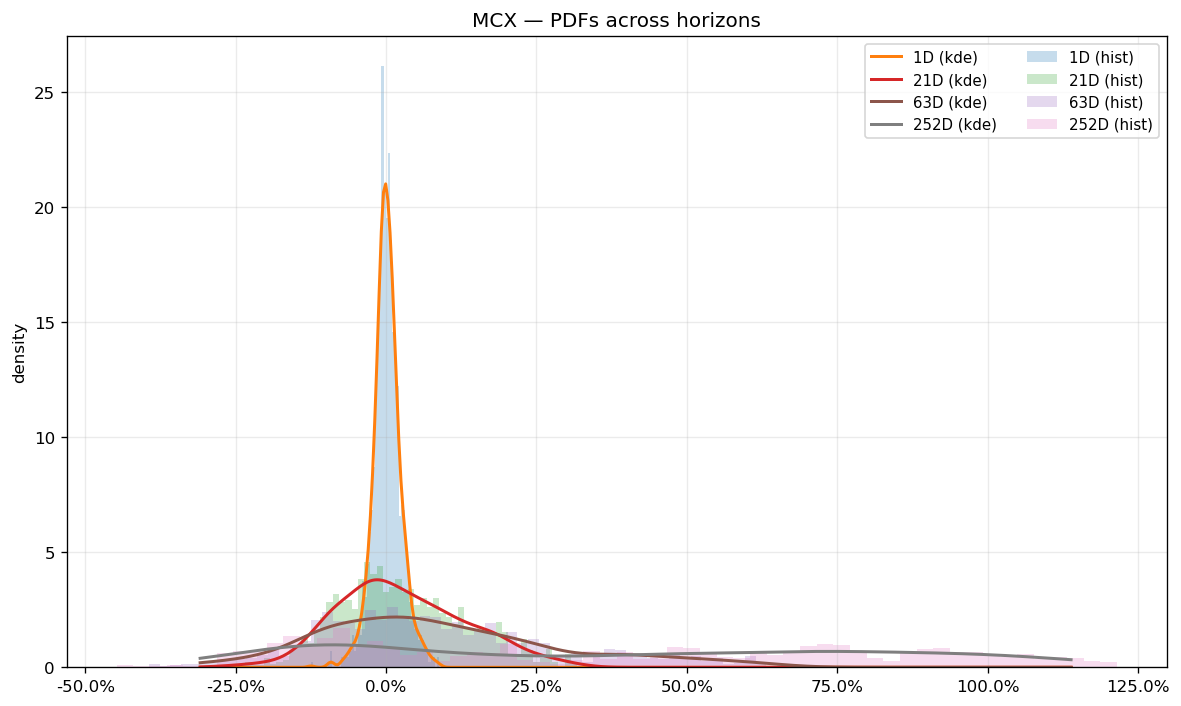 MCX — PDFs across horizons
density
25
20
15
10
5
0
-50.0%
-25.0%
0.0%
25.0%
50.0%
75.0%
100.0%
125.0%
1D (kde)
21D (kde)
63D (kde)
252D (kde)
1D (hist)
21D (hist)
63D (hist)
252D (hist)